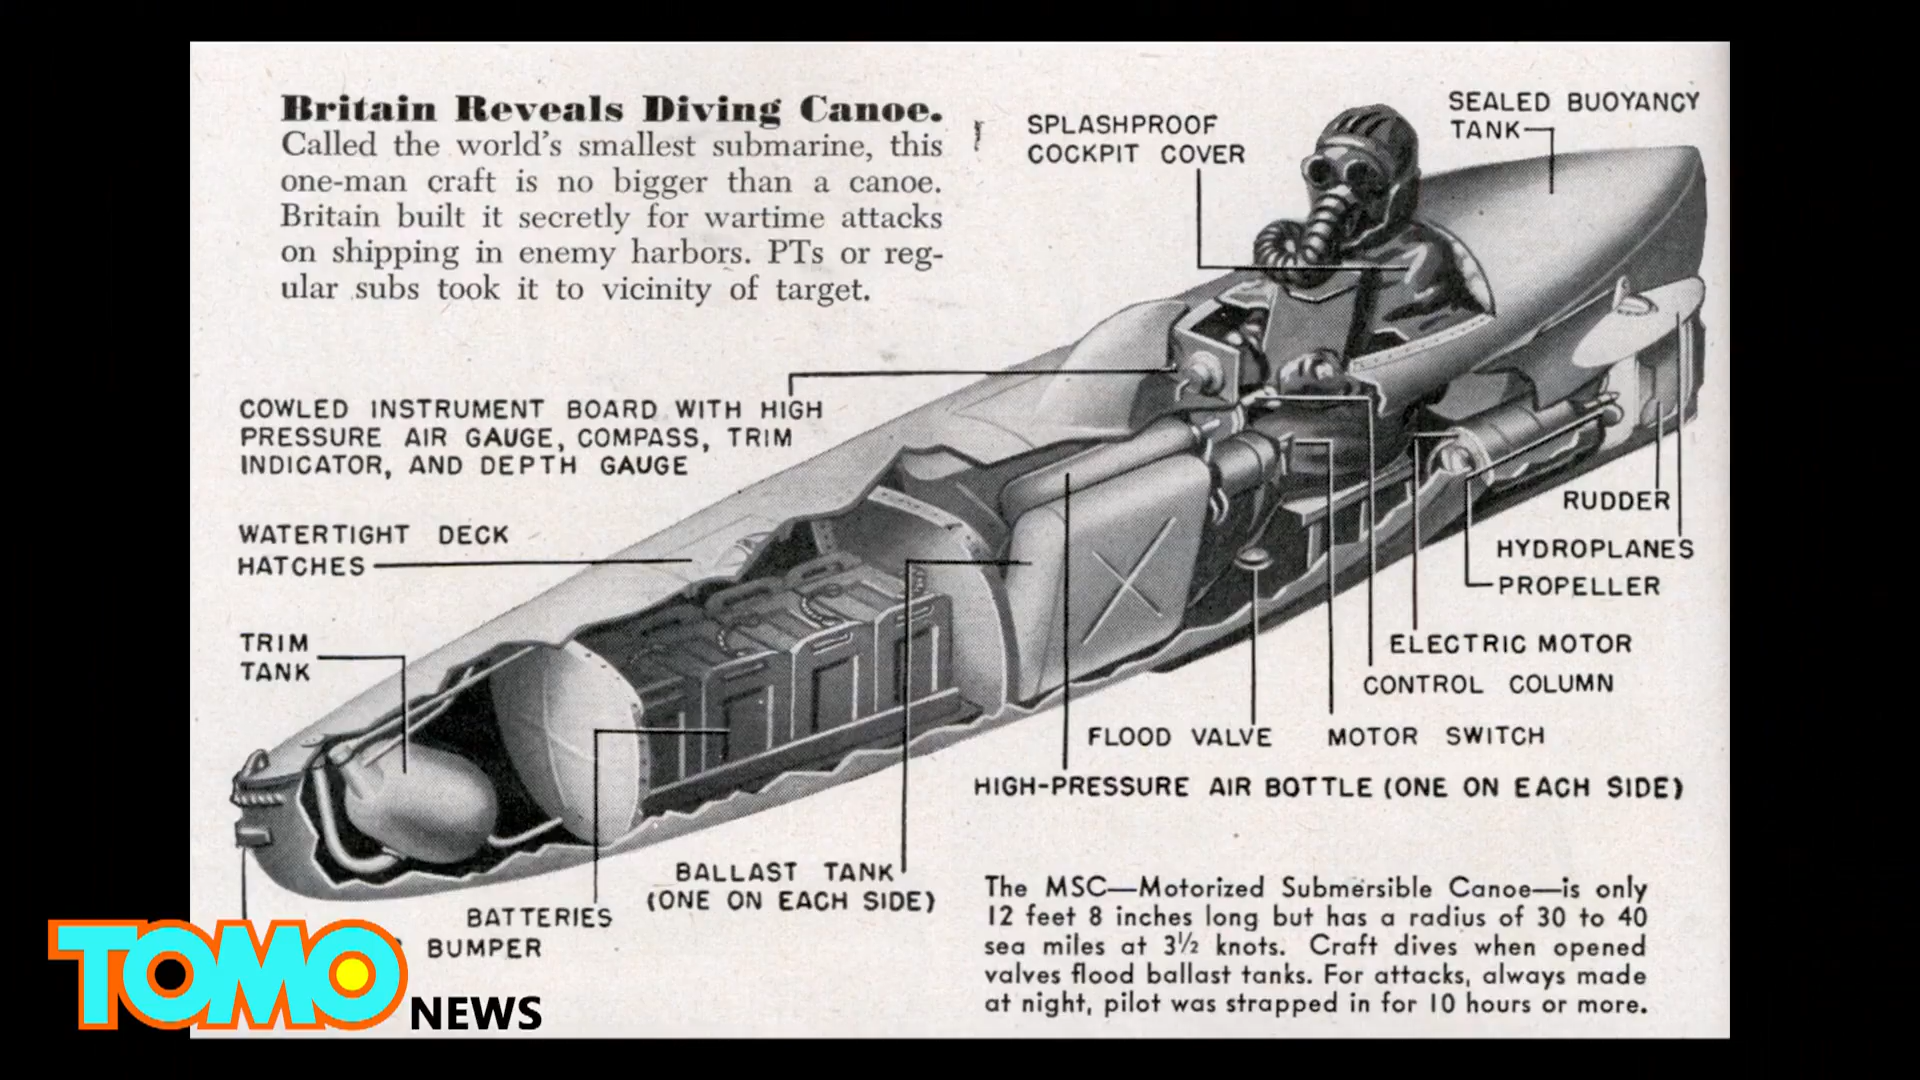 Britain Reveals Diving Canoe.
Called the world's smallest submarine, this
one-man craft is no bigger than a canoe.
Britain built it secretly for wartime attacks
on shipping in enemy harbors. PTs or reg-
ular subs took it to vicinity of target.
SPLASHPROOF
COCKPIT COVER
SEALED BUOYANCY
TANK
COWLED INSTRUMENT BOARD WITH HIGH
PRESSURE AIR GAUGE, COMPASS, TRIM
INDICATOR, AND DEPTH GAUGE
WATERTIGHT DECK
HATCHES
TRIM
TANK
RUDDER
HYDROPLANES
PROPELLER
ELECTRIC MOTOR
CONTROL COLUMN
FLOOD VALVE
MOTOR SWITCH
HIGH-PRESSURE AIR BOTTLE (ONE ON EACH SIDE)
BALLAST TANK
(ONE ON EACH SIDE)
BATTERIES
BUMPER
The MSC—Motorized Submersible Canoe—is only
12 feet 8 inches long but has a radius of 30 to 40
sea miles at 3½ knots. Craft dives when opened
valves flood ballast tanks. For attacks, always made
at night, pilot was strapped in for 10 hours or more.
TOMO
NEWS